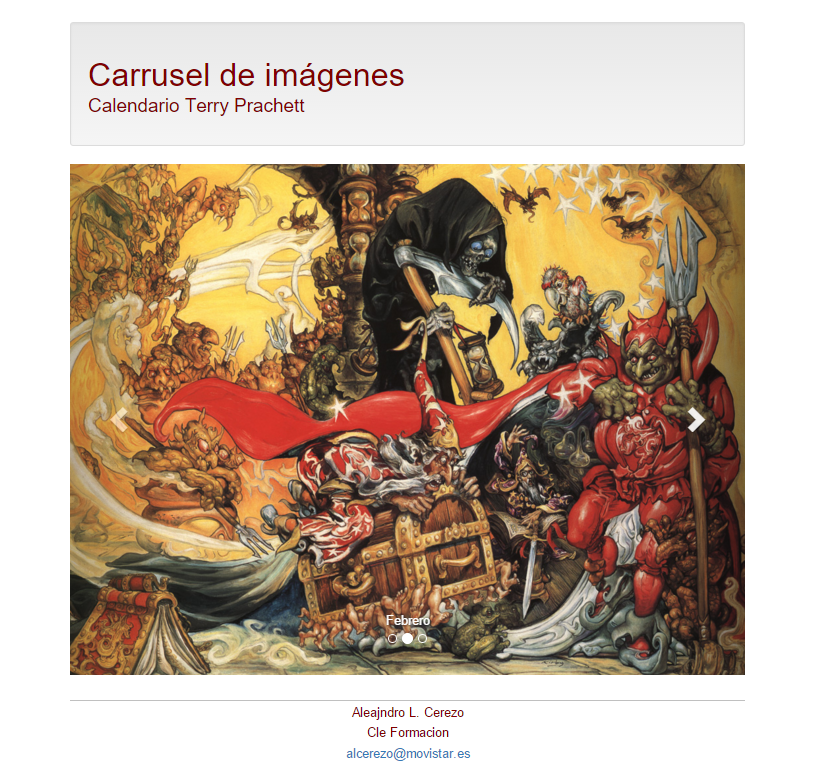 Carrusel de imágenes
Calendario Terry Prachett
Febrero
Aleajndro L. Cerezo
Cle Formacion
alcerezo@movistar.es